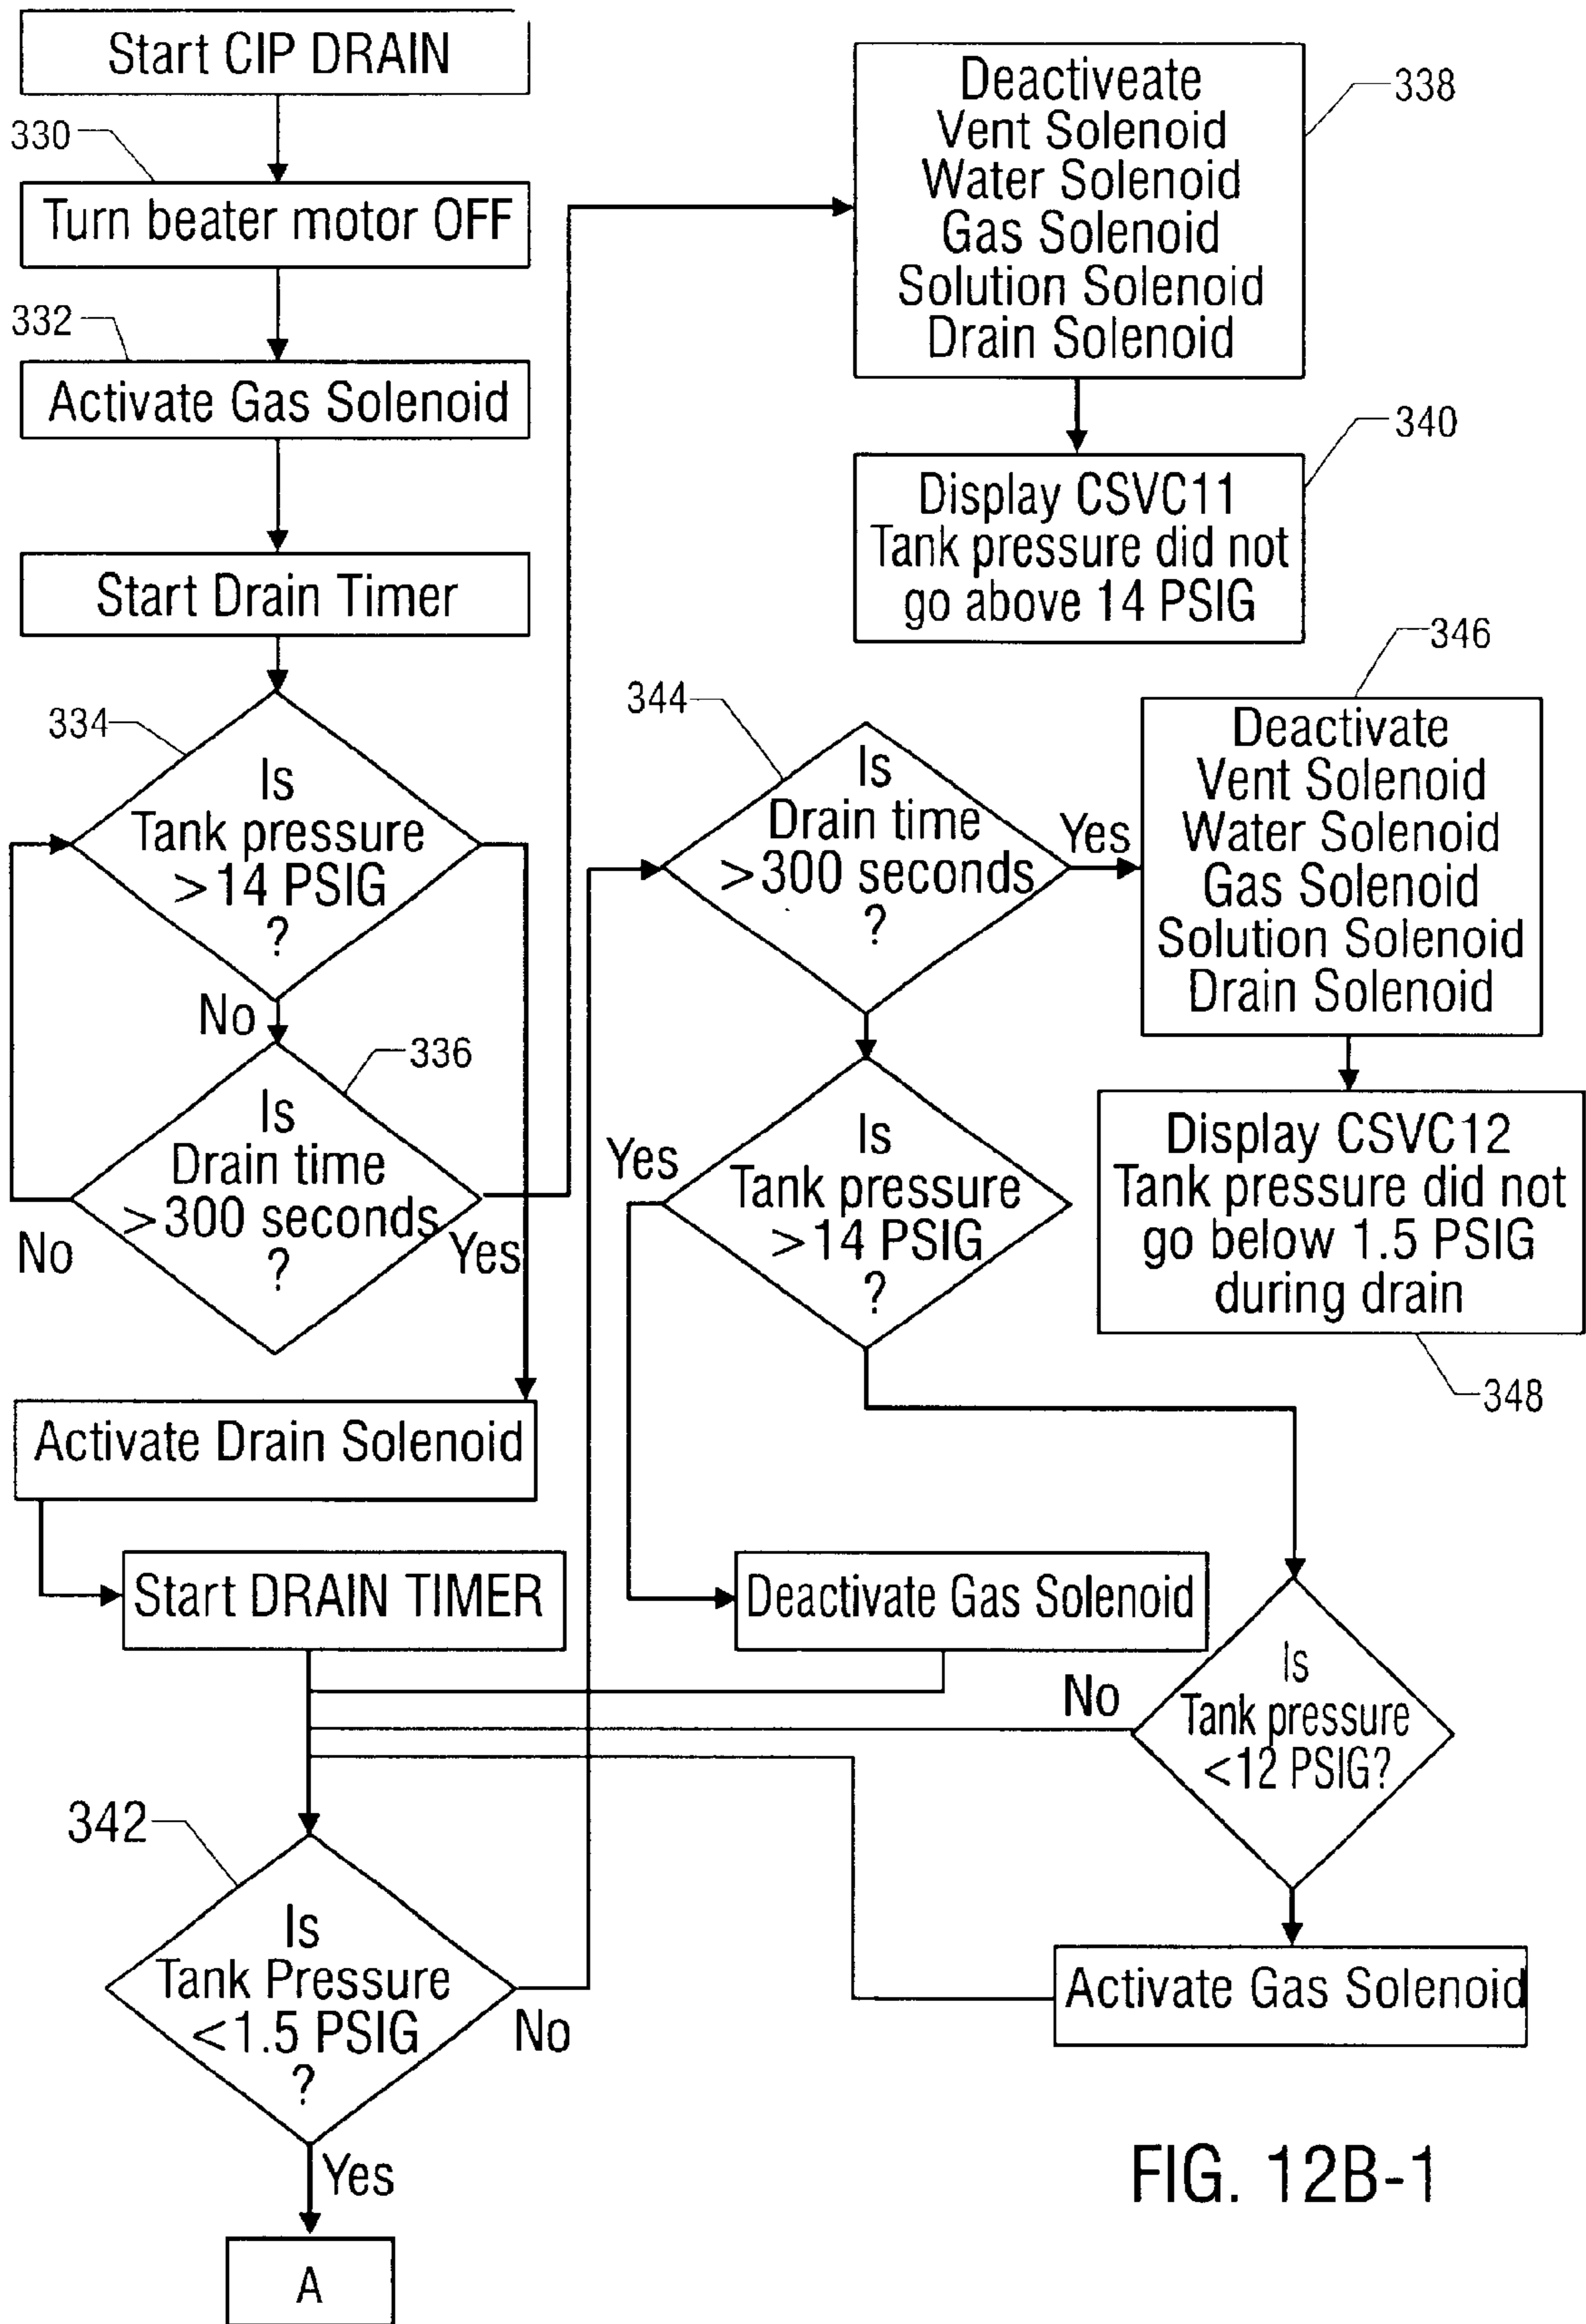 Start CIP DRAIN
330
Turn beater motor OFF
332
Activate Gas Solenoid
Start Drain Timer
334
Is
Tank pressure
>14 PSIG
?
No
336
Is
Drain time
>300 seconds
?
No
Yes
Activate Drain Solenoid
Start DRAIN TIMER
342
Is
Tank Pressure
<1.5 PSIG
?
No
Yes
A
Deactiveate
Vent Solenoid
Water Solenoid
Gas Solenoid
Solution Solenoid
Drain Solenoid
338
340
Display CSVC11
Tank pressure did not
go above 14 PSIG
344
Is
Drain time
>300 seconds
?
Yes
346
Deactivate
Vent Solenoid
Water Solenoid
Gas Solenoid
Solution Solenoid
Drain Solenoid
Display CSVC12
Tank pressure did not
go below 1.5 PSIG
during drain
348
Yes
Is
Tank pressure
>14 PSIG
?
Deactivate Gas Solenoid
No
Is
Tank pressure
<12 PSIG?
Activate Gas Solenoid
FIG. 12B-1